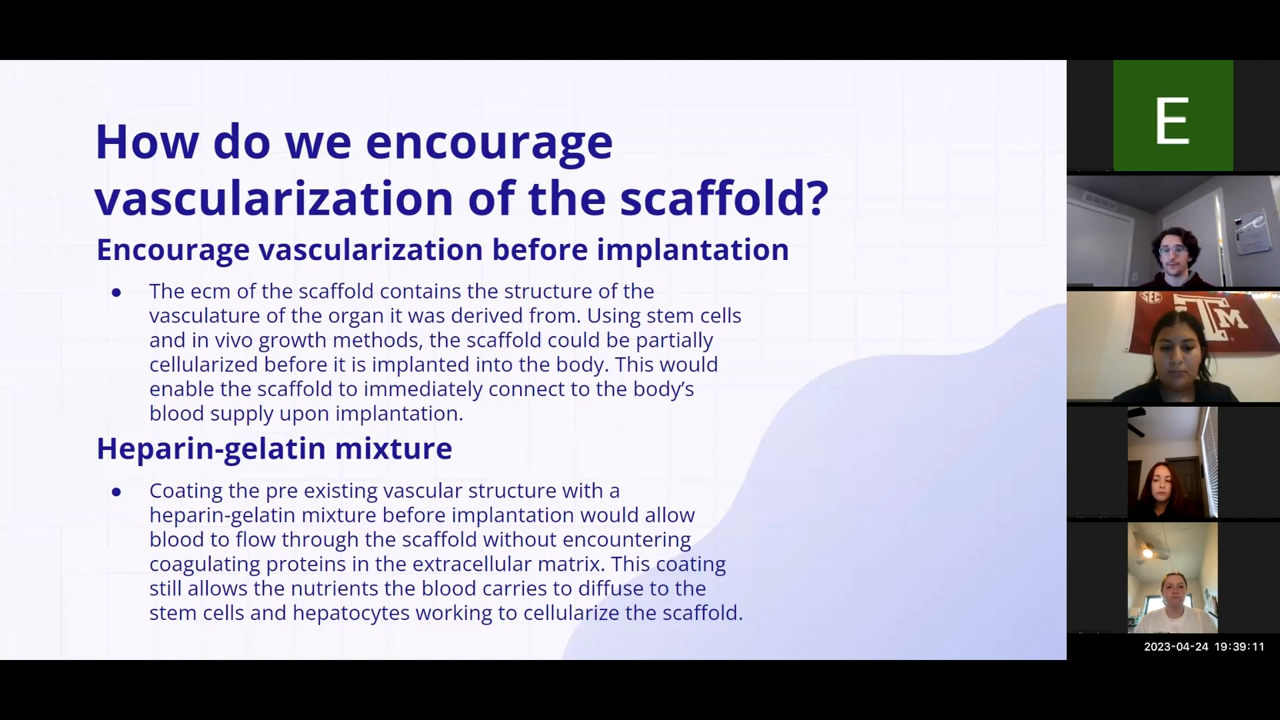 How do we encourage
vascularization of the scaffold?
Encourage vascularization before implantation
● The ecm of the scaffold contains the structure of the
vasculature of the organ it was derived from. Using stem cells
and in vivo growth methods, the scaffold could be partially
cellularized before it is implanted into the body. This would
enable the scaffold to immediately connect to the body’s
blood supply upon implantation.
Heparin-gelatin mixture
● Coating the pre existing vascular structure with a
heparin-gelatin mixture before implantation would allow
blood to flow through the scaffold without encountering
coagulating proteins in the extracellular matrix. This coating
still allows the nutrients the blood carries to diffuse to the
stem cells and hepatocytes working to cellularize the scaffold.
E
SEC
TM
2023-04-24 19:39:11